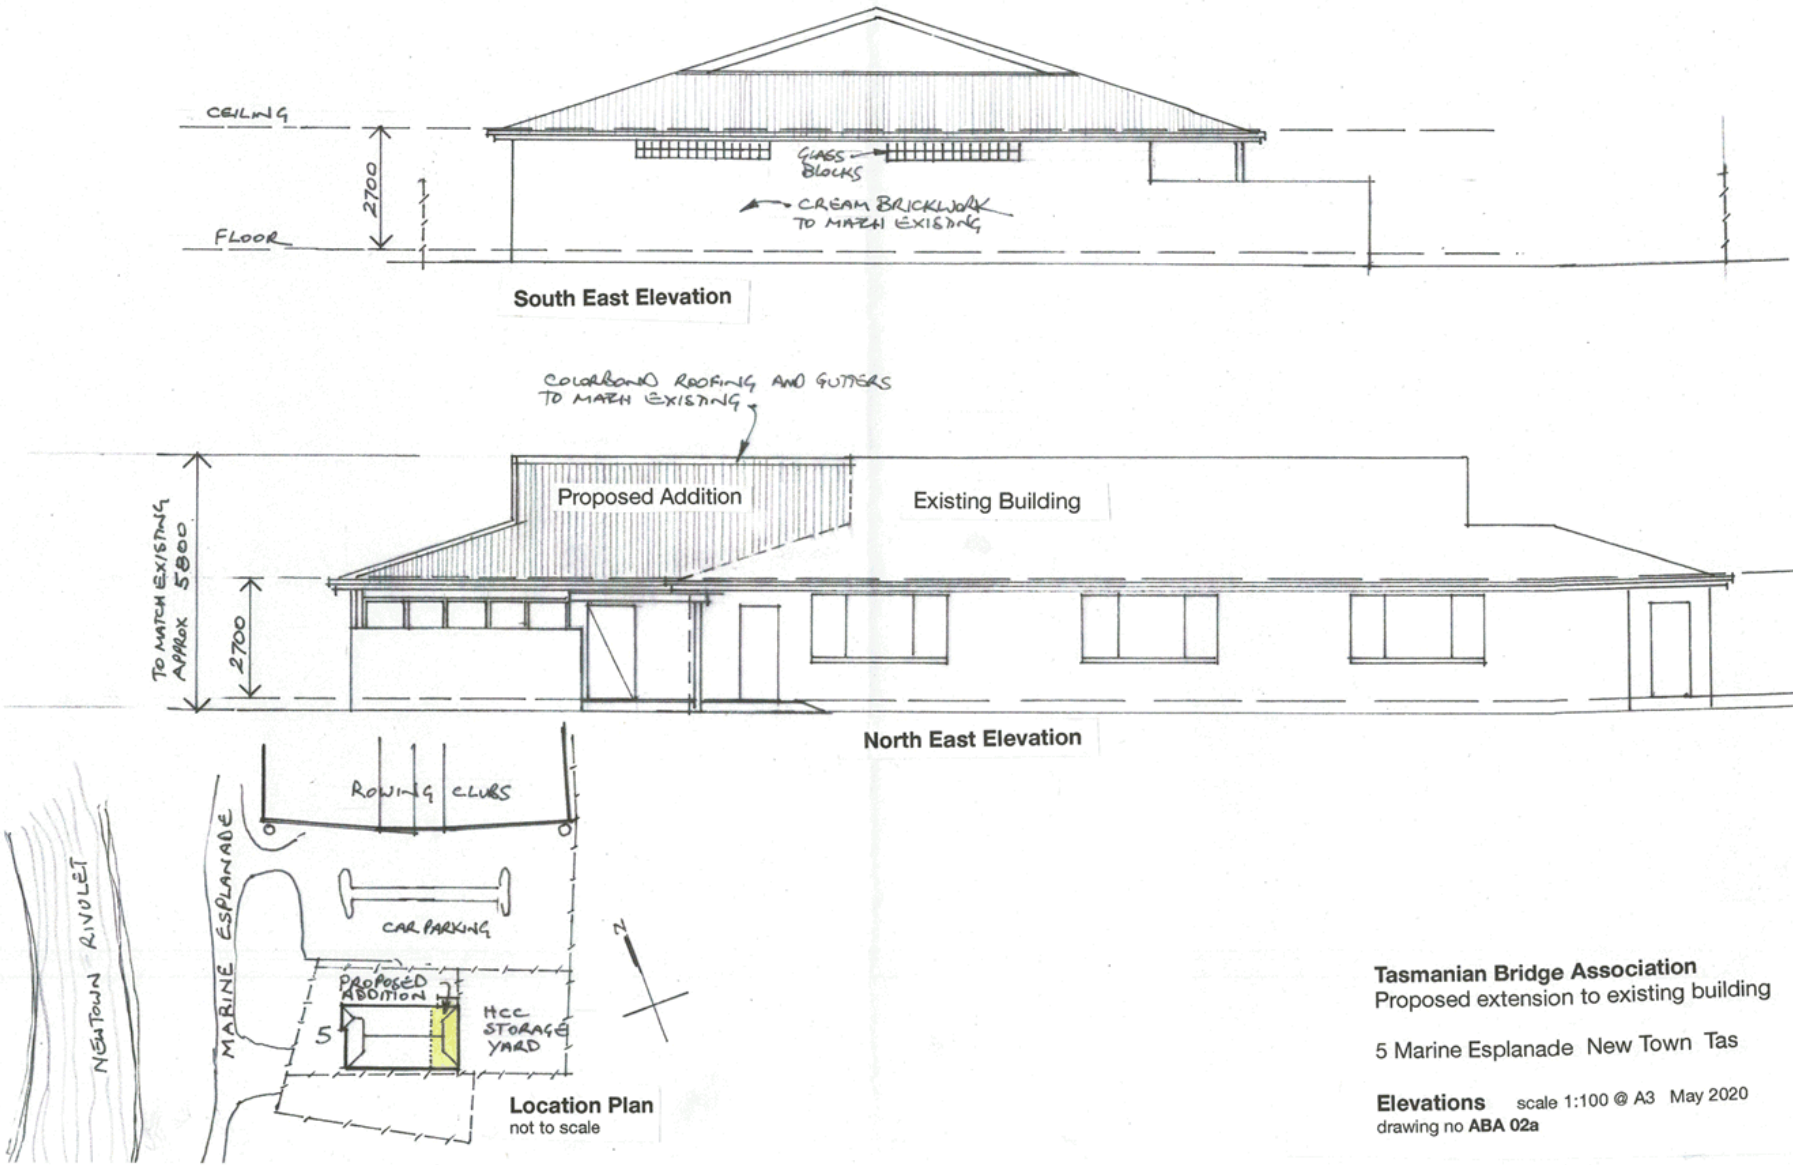 CEILING
2700
GLASS
BLOCKS
CREAM BRICKWORK
TO MATCH EXISTING
FLOOR
South East Elevation
COLORBOND ROOFING AND GUTTERS
TO MATCH EXISTING
Proposed Addition
Existing Building
TO MATCH EXISTING
APPROX 5800
2700
North East Elevation
ROWING CLUBS
NEWTOWN RIVULET
MARINE ESPLANADE
CAR PARKING
N
PROPOSED
ADDITION
5
HCC
STORAGE
YARD
Location Plan
not to scale
Tasmanian Bridge Association
Proposed extension to existing building
5 Marine Esplanade New Town Tas
Elevations scale 1:100 @ A3 May 2020
drawing no ABA 02a